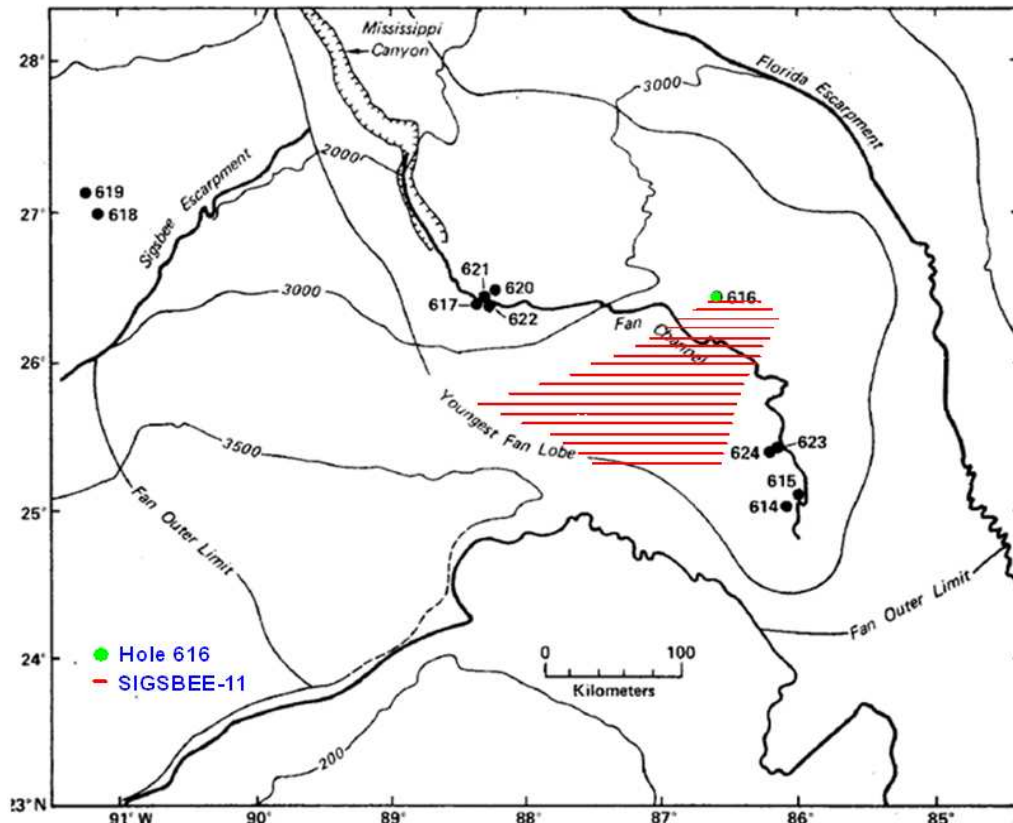 28°
27°
26°
25°
24°
23°N
91°W
90°
89°
88°
87°
86°
85°
84°
Mississippi
Canyon
Florida Escarpment
3000
2000
Sigsbee Escarpment
619
618
621
620
617
622
616
3000
Fan Channel
Youngest Fan Lobe
3500
624
623
615
614
Fan Outer Limit
Fan Outer Limit
Hole 616
SIGSBEE-11
0
100
Kilometers
200